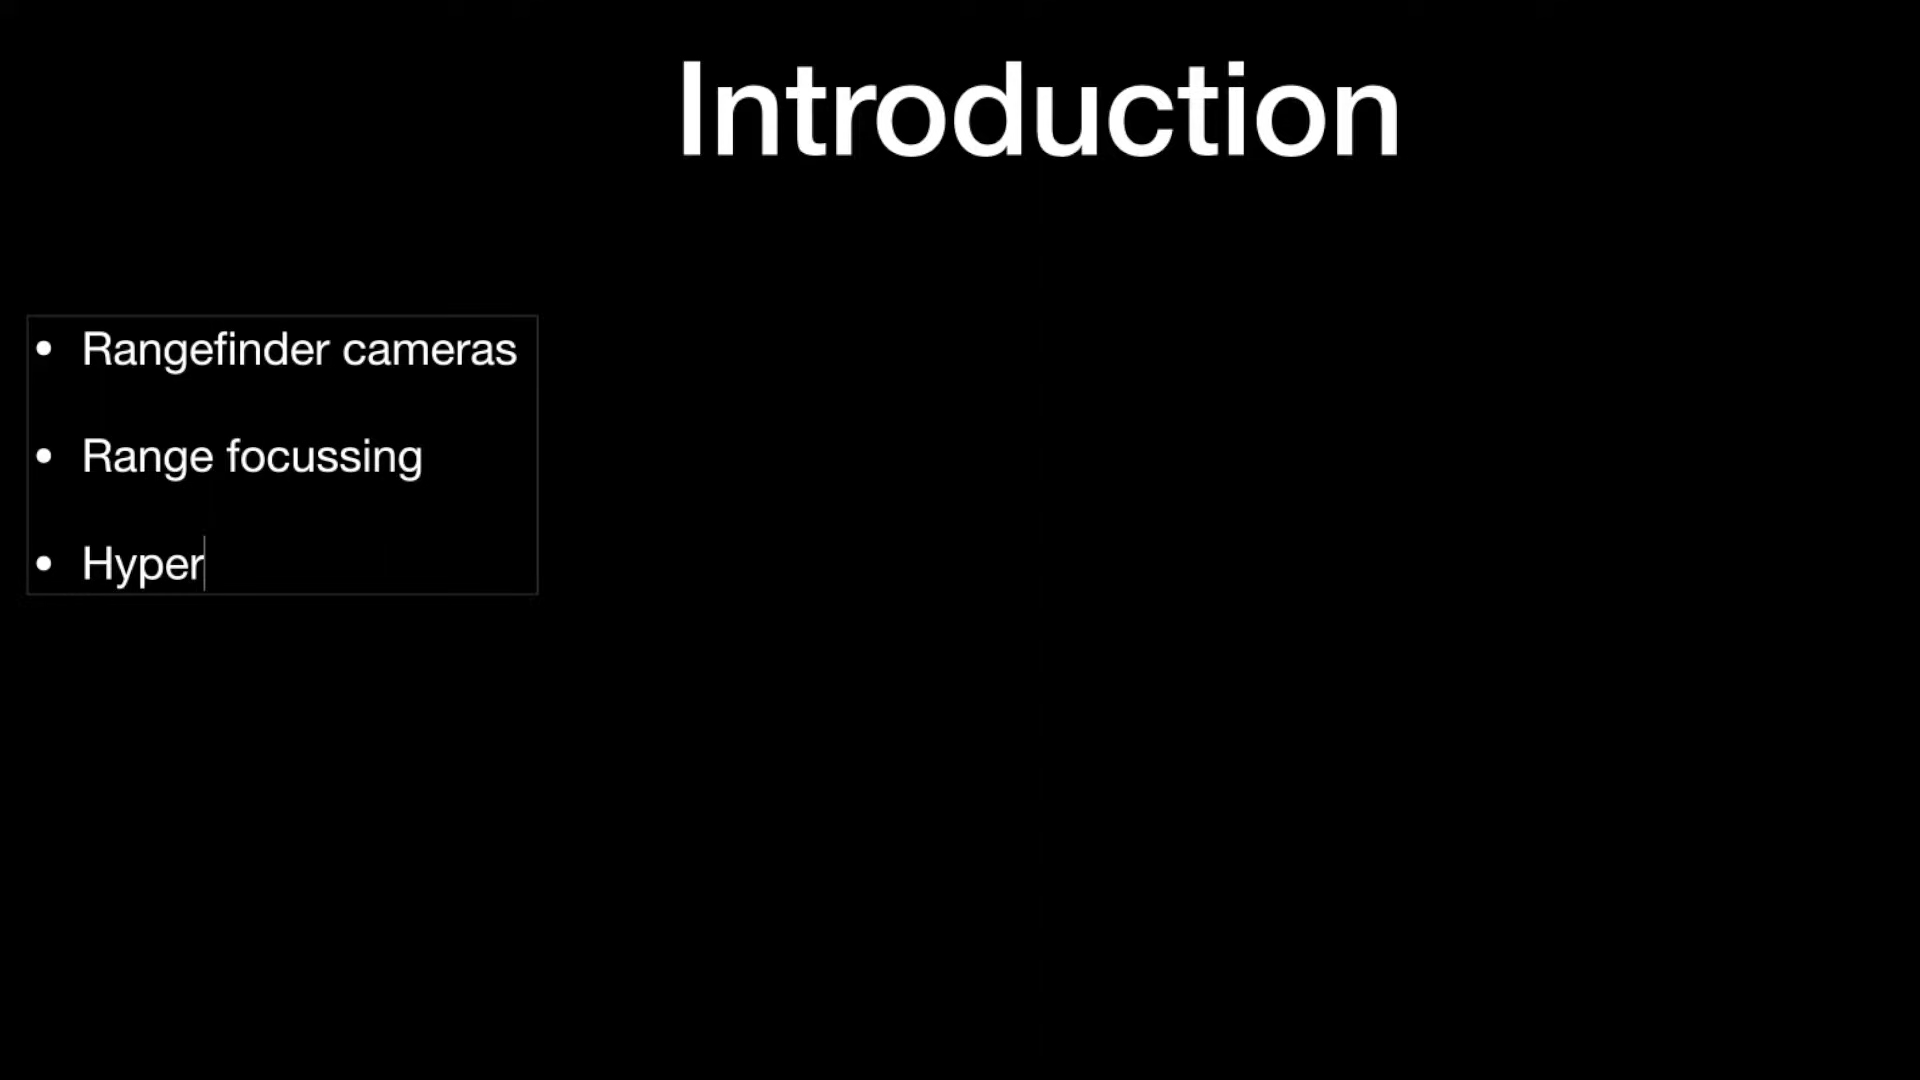 Introduction
• Rangefinder cameras
• Range focussing
• Hyper